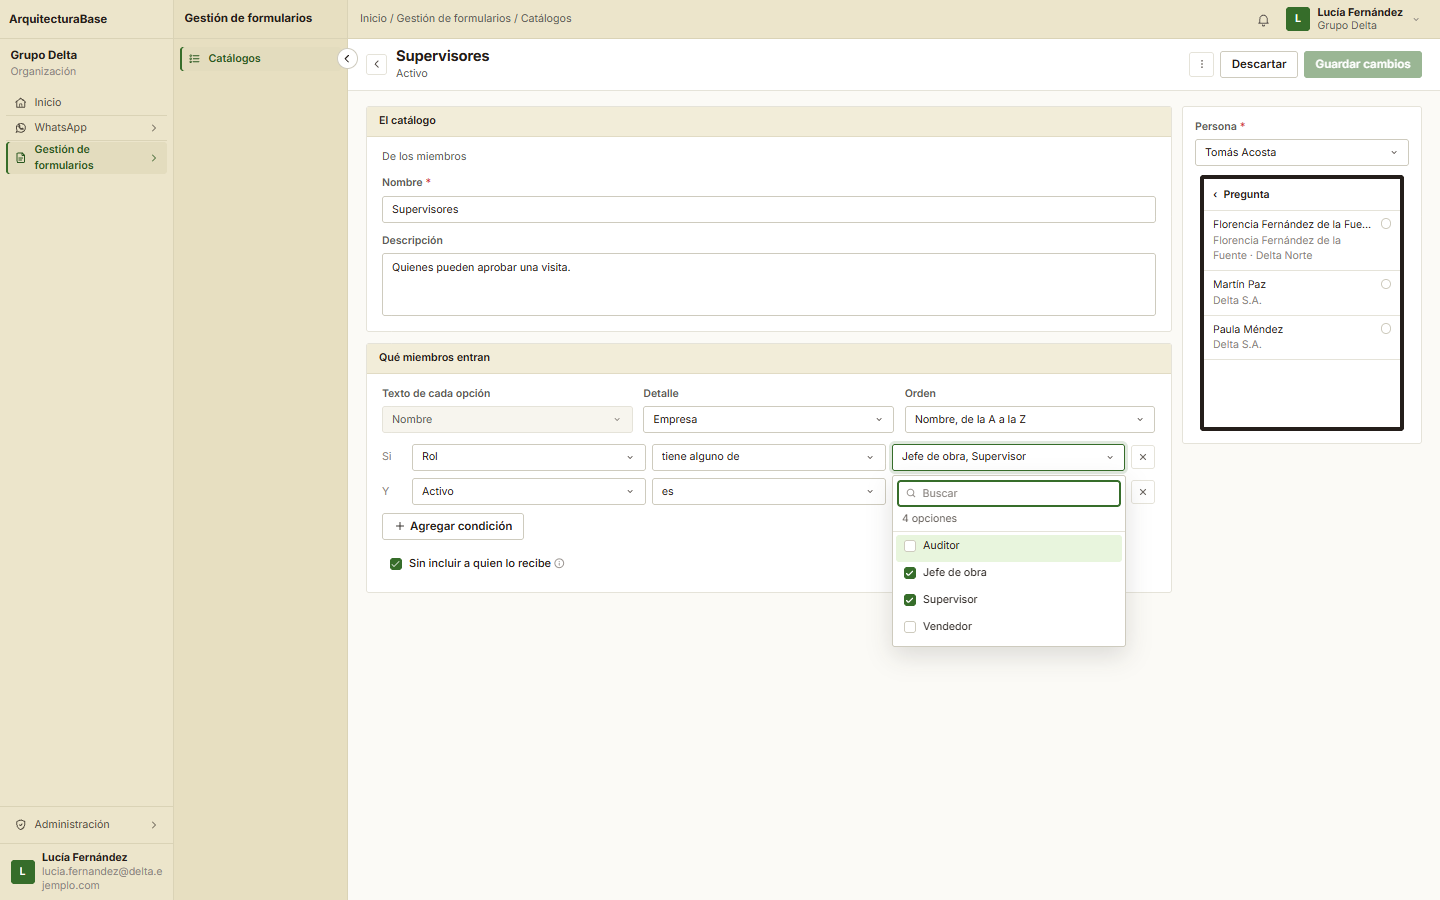 ArquitecturaBase
Gestión de formularios
Inicio / Gestión de formularios / Catálogos
L
Lucía Fernández
Grupo Delta
Grupo Delta
Organización
Inicio
WhatsApp
Gestión de
formularios
Catálogos
Supervisores
Activo
Descartar
Guardar cambios
El catálogo
De los miembros
Nombre *
Supervisores
Descripción
Quienes pueden aprobar una visita.
Qué miembros entran
Texto de cada opción
Detalle
Orden
Nombre
Empresa
Nombre, de la A a la Z
Si
Rol
tiene alguno de
Jefe de obra, Supervisor
Y
Activo
es
Buscar
4 opciones
Auditor
Jefe de obra
Supervisor
Vendedor
Agregar condición
Sin incluir a quien lo recibe
Persona *
Tomás Acosta
Pregunta
Florencia Fernández de la Fue...
Florencia Fernández de la
Fuente · Delta Norte
Martín Paz
Delta S.A.
Paula Méndez
Delta S.A.
Administración
L
Lucía Fernández
lucia.fernandez@delta.e
jemplo.com